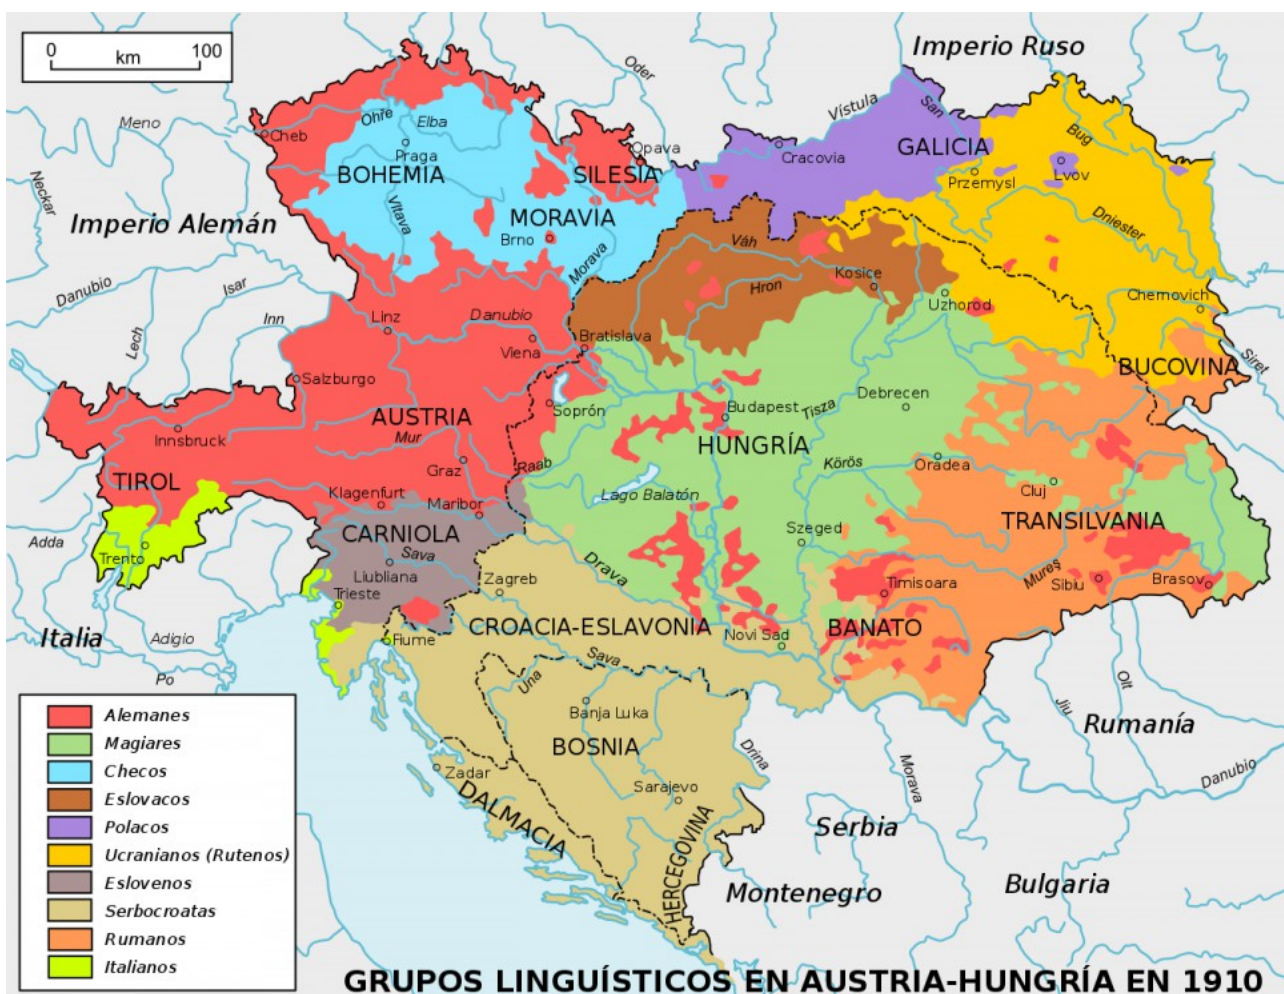 0 100
km
Imperio Ruso
Oder
Meno
Cheb
Ohře
Elba
Praga
BOHEMIA
Vltava
Opava
SILESIA
MORAVIA
Brno
Morava
Vístula
San
Cracovia
GALICIA
Przemysl
Lvov
Bug
Dniester
Neckar
Imperio Alemán
Danubio
Isar
Inn
Lech
Linz
Danubio
Viena
Bratislava
Váh
Hron
Kosice
Uzhorod
Chernovich
Siret
BUCOVINA
Salzburgo
Innsbruck
AUSTRIA
Mur
Graz
Soprón
Raab
Budapest
HUNGRÍA
Tisza
Debrecen
Körös
Oradea
Cluj
TRANSILVANIA
TIROL
Klagenfurt
Maribor
Lago Balatón
Szeged
Mureş
Sibiu
Brasov
Adda
Trento
CARNIOLA
Sava
Liubliana
Trieste
Zagreb
Drava
Timisoara
BANATO
Italia
Adigio
Po
Fiume
CROACIA-ESLAVONIA
Novi Sad
Sava
Una
Banja Luka
BOSNIA
Drina
Sarajevo
Zadar
DALMACIA
HERCEGOVINA
Morava
Jiu
Olt
Rumanía
Danubio
Serbia
Montenegro
Bulgaria
Alemanes
Magiares
Checos
Eslovacos
Polacos
Ucranianos (Rutenos)
Eslovenos
Serbocroatas
Rumanos
Italianos
GRUPOS LINGUÍSTICOS EN AUSTRIA-HUNGRÍA EN 1910